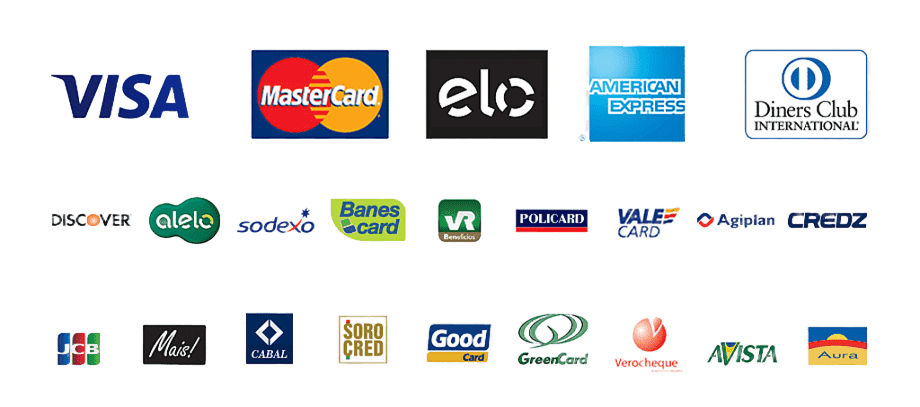 VISA
MasterCard
elo
AMERICAN
EXPRESS
Diners Club
INTERNATIONAL
DISCOVER
alelo
sodexo
Banes
card
VR
Benefícios
POLICARD
VALE
CARD
Agiplan
CREDZ
JCB
Mais!
CABAL
SORO
CRED
Good
Card
GreenCard
Verocheque
AVISTA
Aura